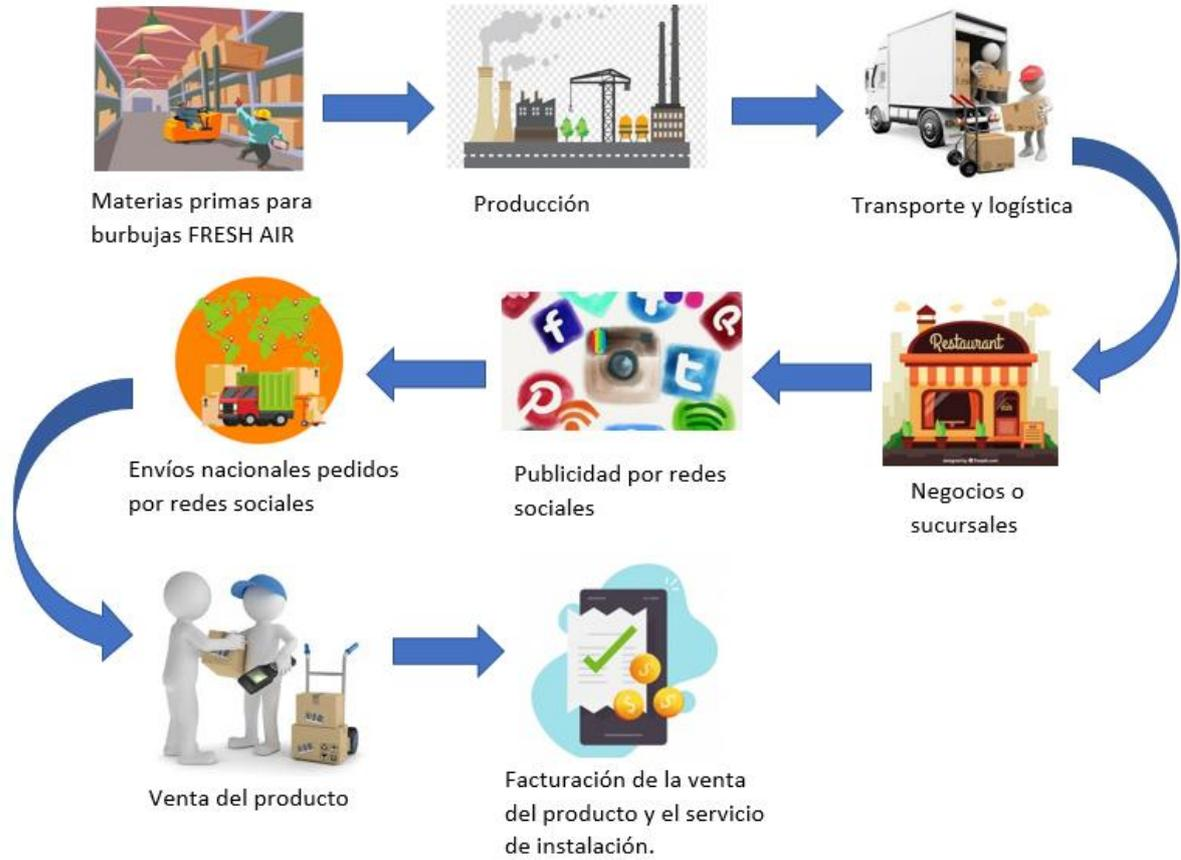 Materias primas para
burbujas FRESH AIR
Producción
Transporte y logística
Restaurant
Negocios o
sucursales
Publicidad por redes
sociales
Envíos nacionales pedidos
por redes sociales
Venta del producto
Facturación de la venta
del producto y el servicio
de instalación.